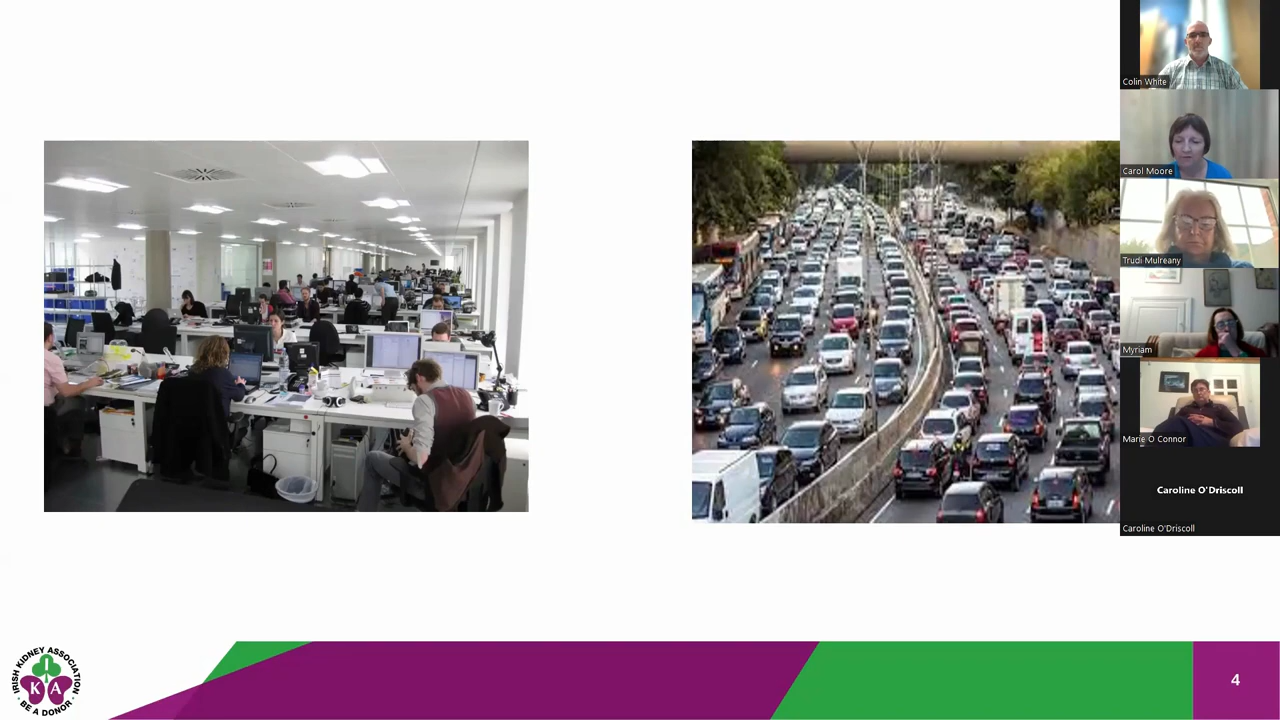 Colin White
Carol Moore
Trudi Mulreany
Myriam
Marie O Connor
Caroline O'Driscoll
Caroline O'Driscoll
IRISH KIDNEY ASSOCIATION
I
K A
- BE A DONOR -
4